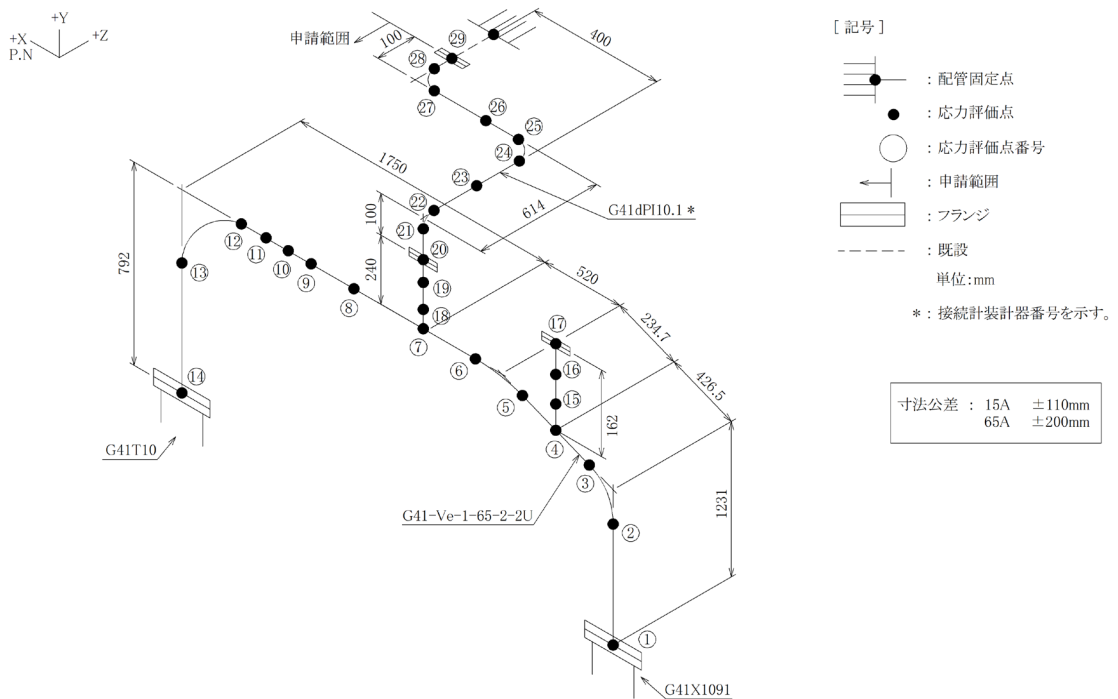 +Y
+X
+Z
P.N
申請範囲
100
㉙
㉘
㉗
㉖
㉕
㉔
㉓
㉒
㉑
⑳
⑲
⑱
⑰
⑯
⑮
⑭
⑬
⑫
⑪
⑩
⑨
⑧
⑦
⑥
⑤
④
③
②
①
400
1750
614
100
240
792
520
234.7
426.5
162
1231
G41dPI10.1 *
G41T10
G41-Ve-1-65-2-2U
G41X1091
[ 記号 ]
: 配管固定点
: 応力評価点
: 応力評価点番号
: 申請範囲
: フランジ
: 既設
単位:mm
* : 接続計装計器番号を示す。
寸法公差 : 15A ±110mm
65A ±200mm